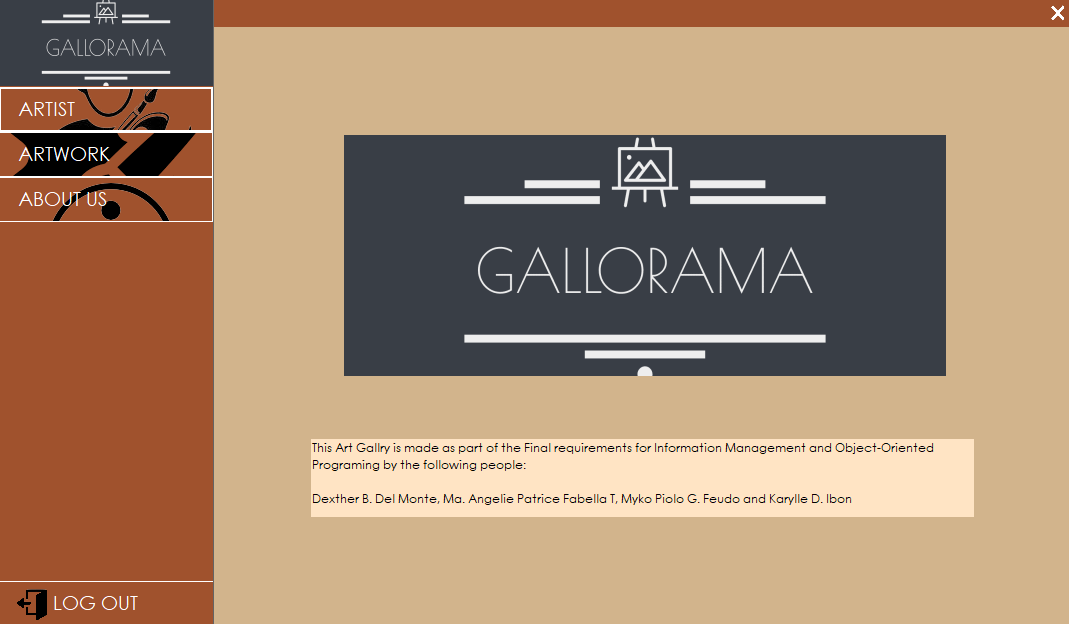 GALLORAMA
ARTIST
ARTWORK
ABOUT US
LOG OUT
GALLORAMA
This Art Gallry is made as part of the Final requirements for Information Management and Object-Oriented
Programing by the following people:
Dexther B. Del Monte, Ma. Angelie Patrice Fabella T, Myko Piolo G. Feudo and Karylle D. Ibon